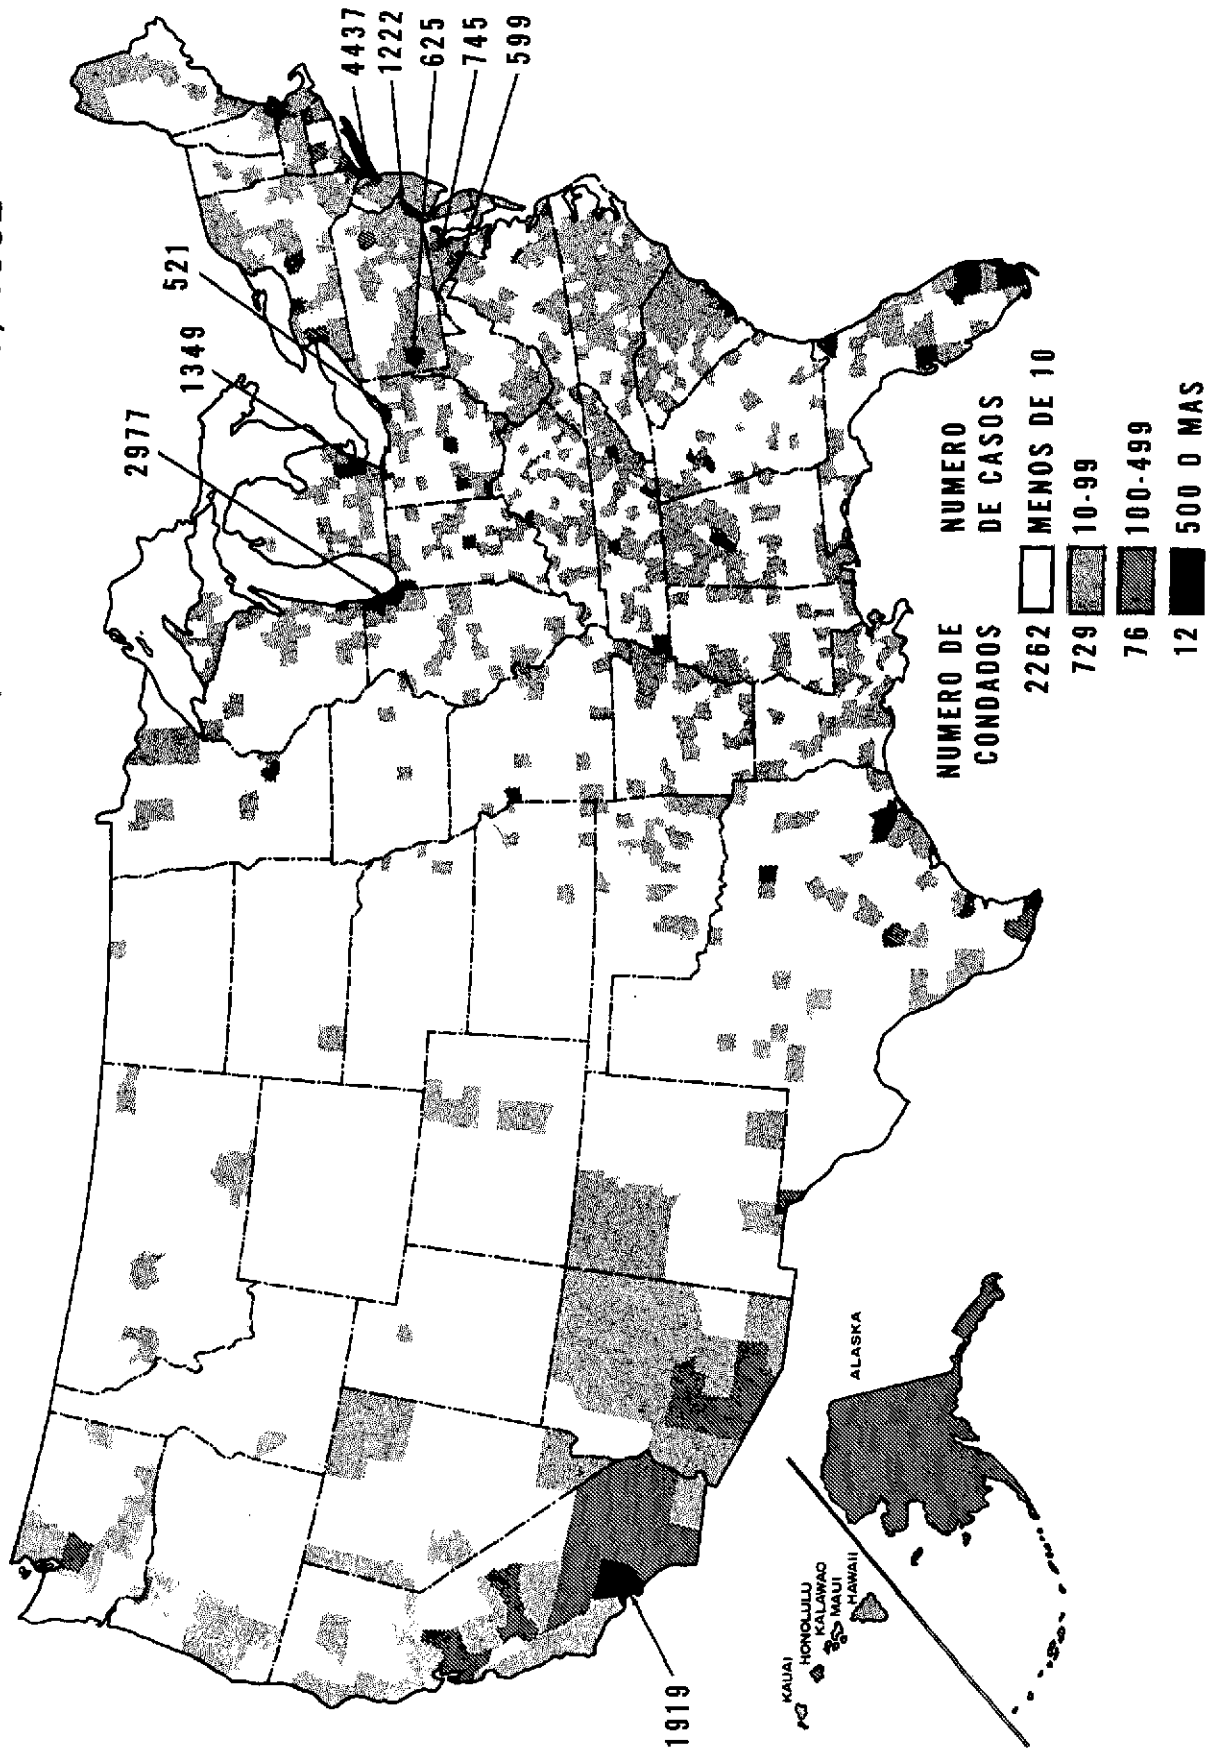 521
1349
2977
4437
1222
625
745
599
1919
NUMERO DE
CONDADOS
NUMERO
DE CASOS
2262 MENOS DE 10
729 10-99
76 100-499
12 500 O MAS
ALASKA
KAUAI
HONOLULU
KALAWAO
MAUI
HAWAII